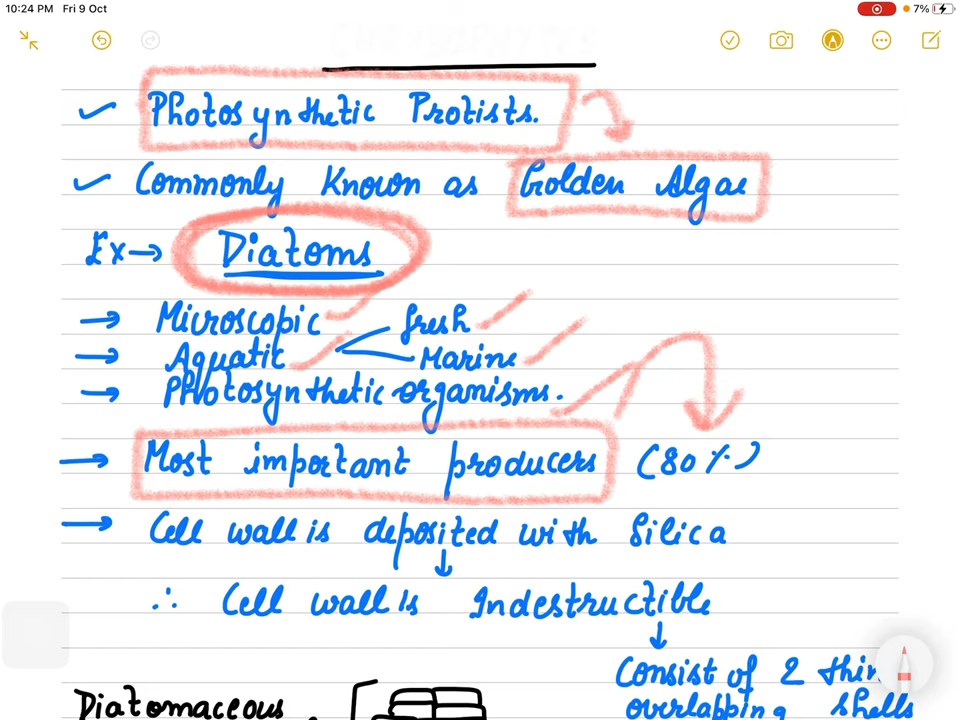 10:24 PM Fri 9 Oct 7%
✓ Photosynthetic Protists.
✓ Commonly Known as Golden Algae
Ex→ Diatoms
→ Microscopic
fresh
→ Aquatic
Marine
→ Photosynthetic organisms.
→ Most important producers (80%)
→ Cell wall is deposited with Silica
↓
∴ Cell wall is Indestructible
↓
Consist of 2 thin
overlapping shells
Diatomaceous